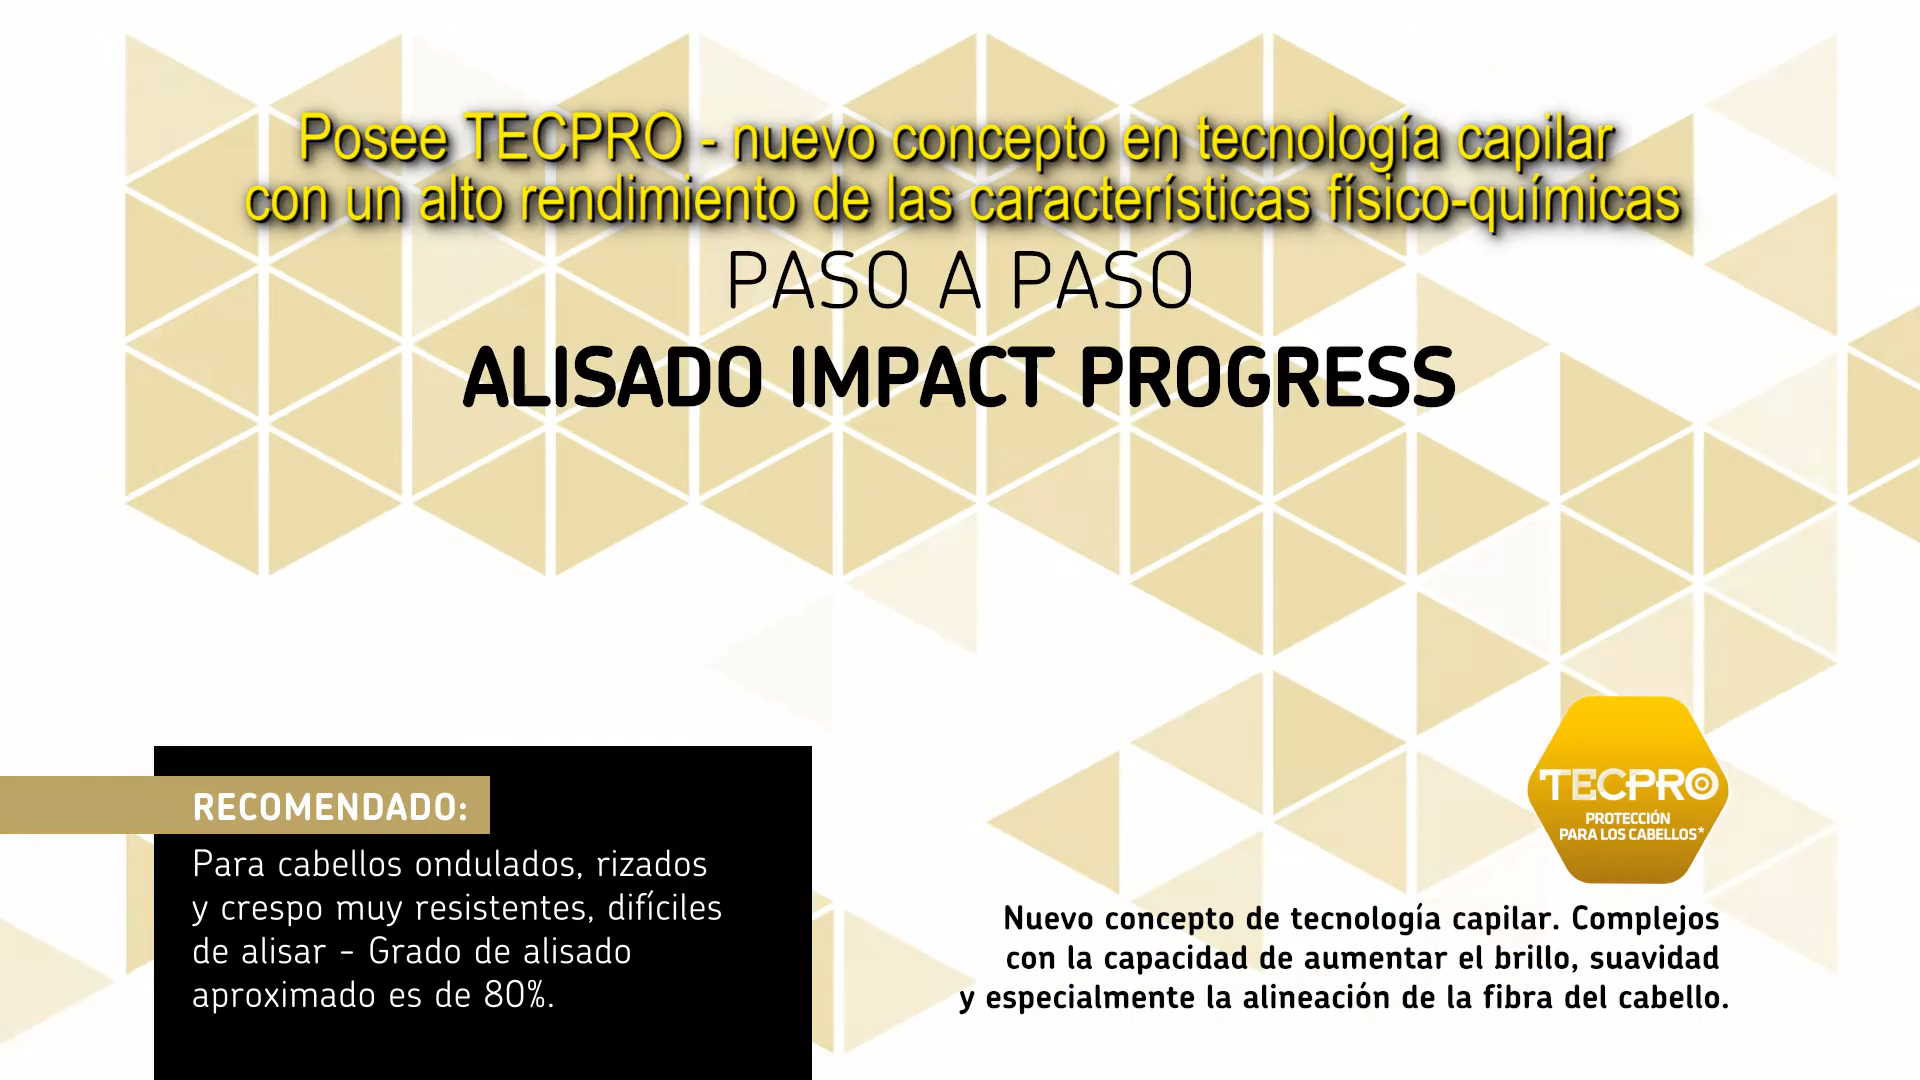 Posee TECPRO - nuevo concepto en tecnología capilar
con un alto rendimiento de las características físico-químicas
PASO A PASO
ALISADO IMPACT PROGRESS
RECOMENDADO:
Para cabellos ondulados, rizados
y crespo muy resistentes, difíciles
de alisar - Grado de alisado
aproximado es de 80%.
TECPRO
PROTECCIÓN
PARA LOS CABELLOS*
Nuevo concepto de tecnología capilar. Complejos
con la capacidad de aumentar el brillo, suavidad
y especialmente la alineación de la fibra del cabello.